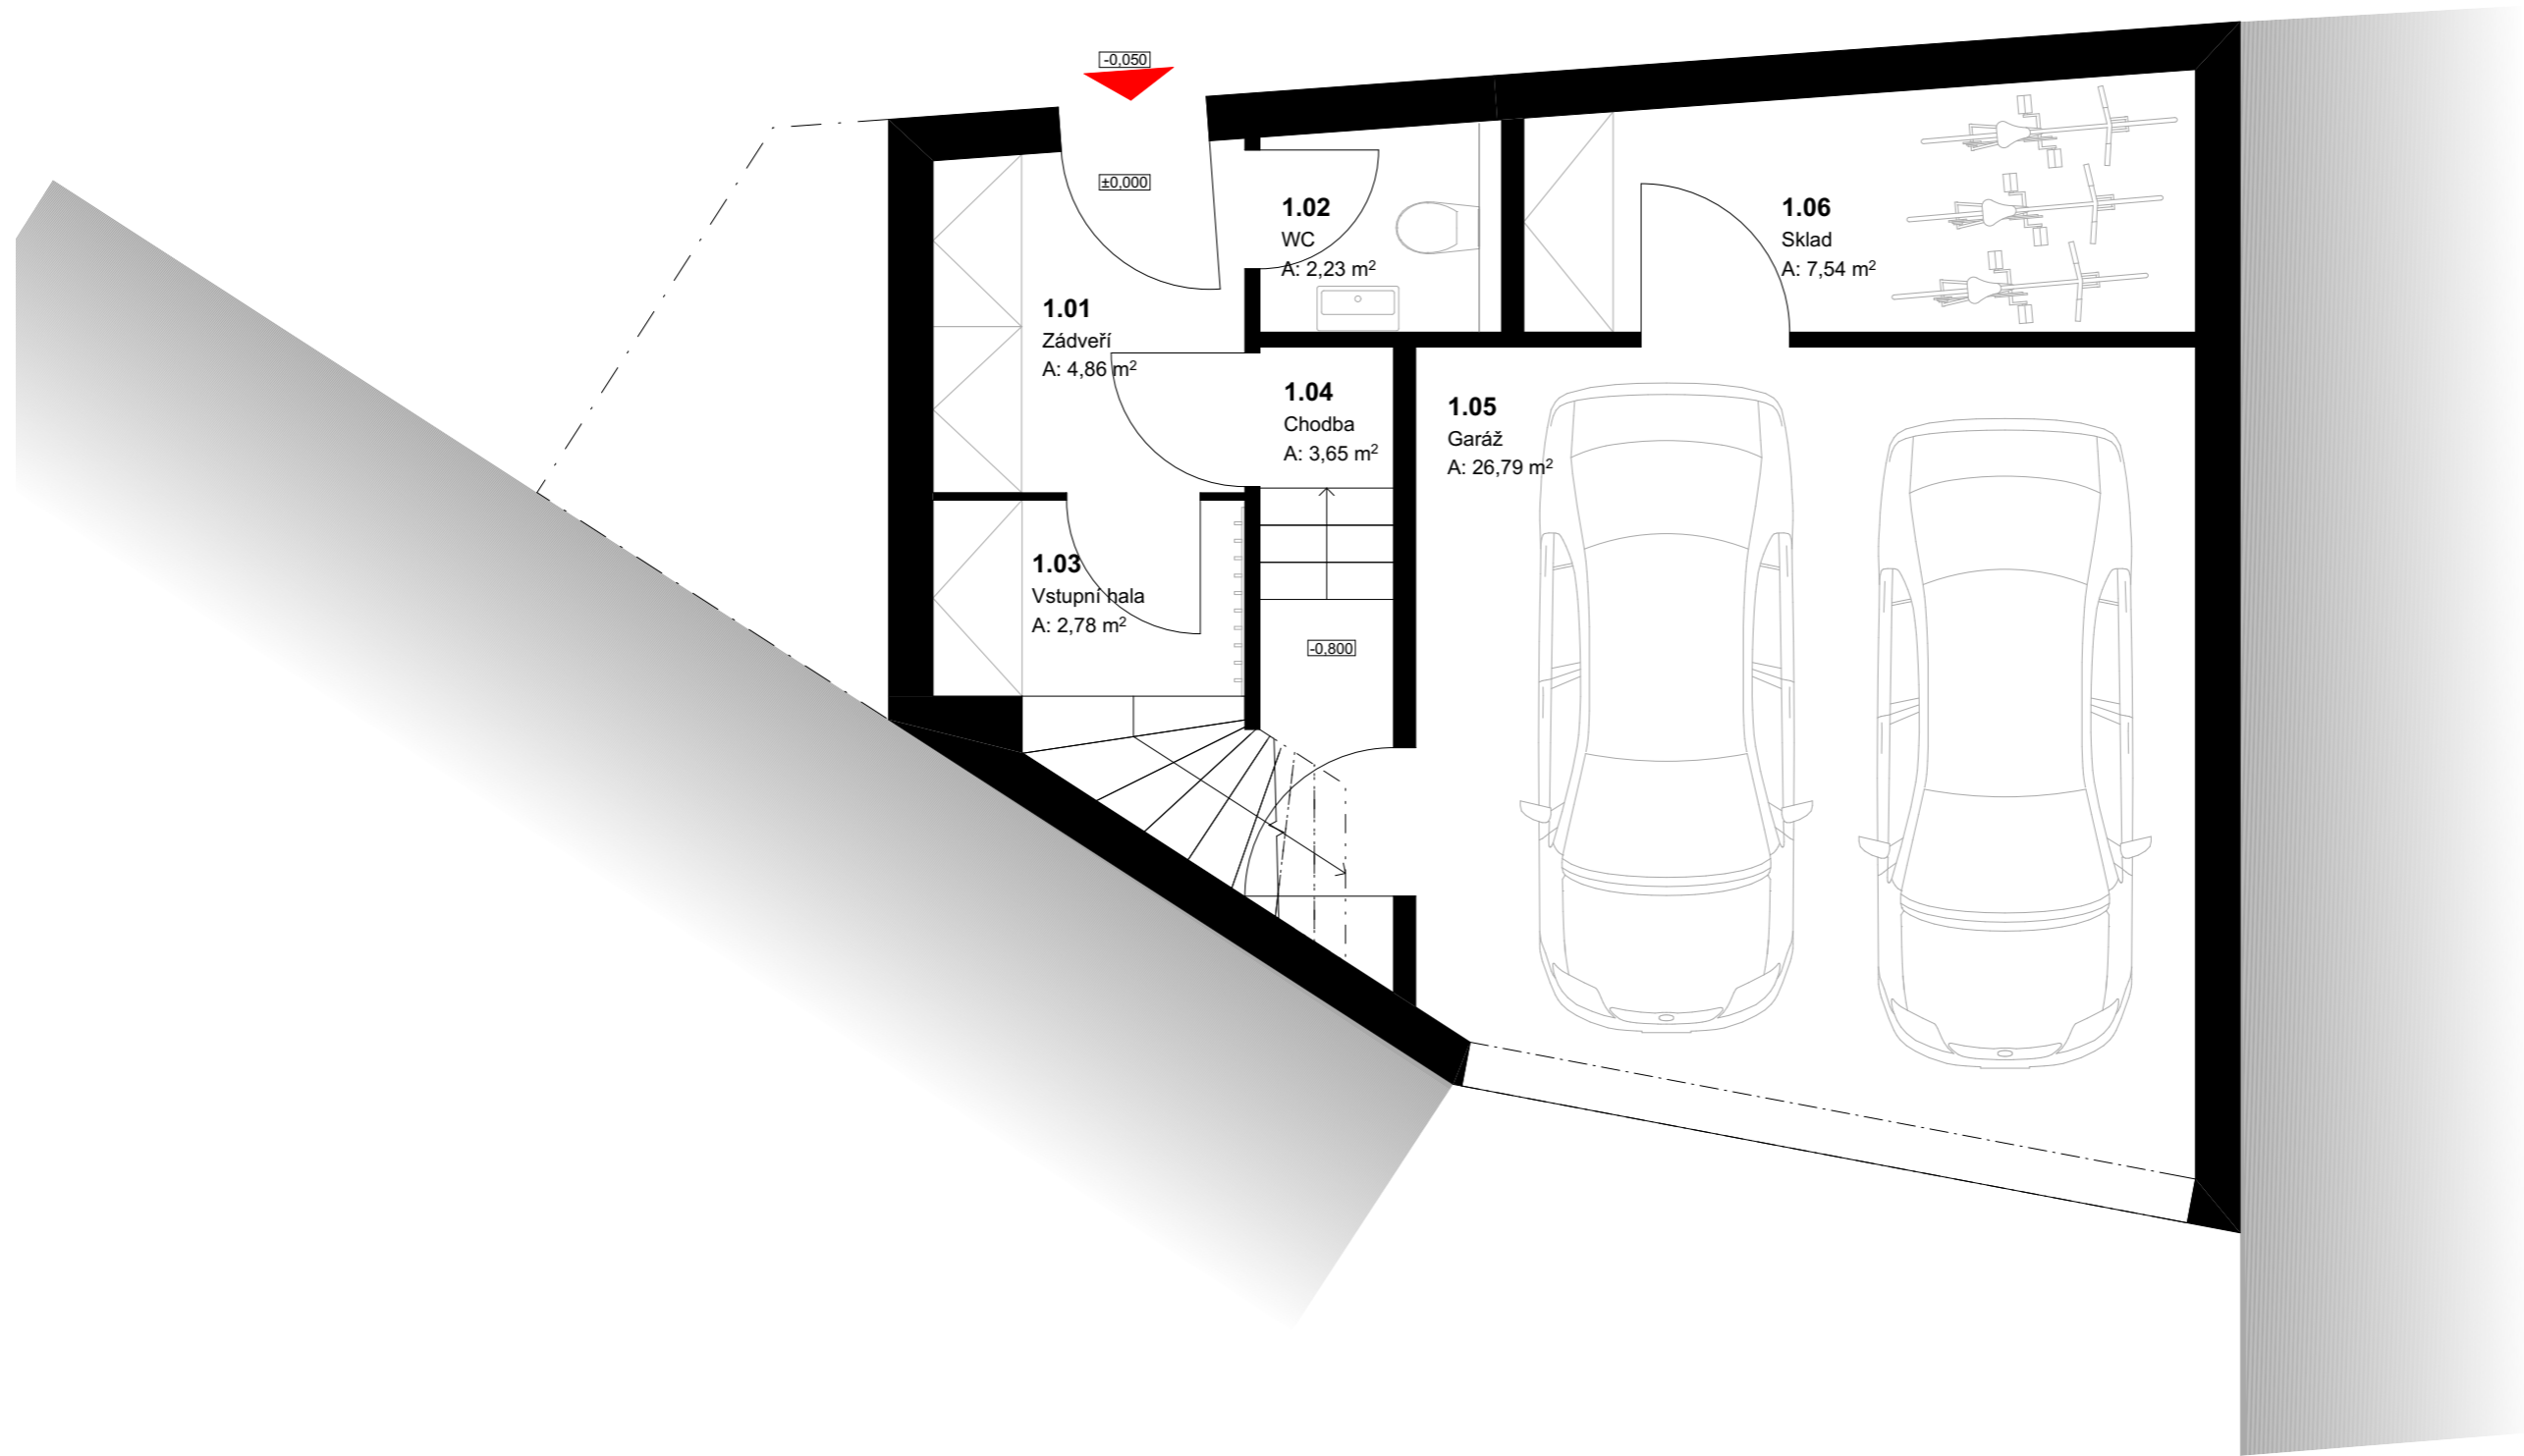 -0,050
±0,000
1.01
Zádveří
A: 4,86 m²
1.02
WC
A: 2,23 m²
1.06
Sklad
A: 7,54 m²
1.04
Chodba
A: 3,65 m²
1.05
Garáž
A: 26,79 m²
1.03
Vstupní hala
A: 2,78 m²
-0,800